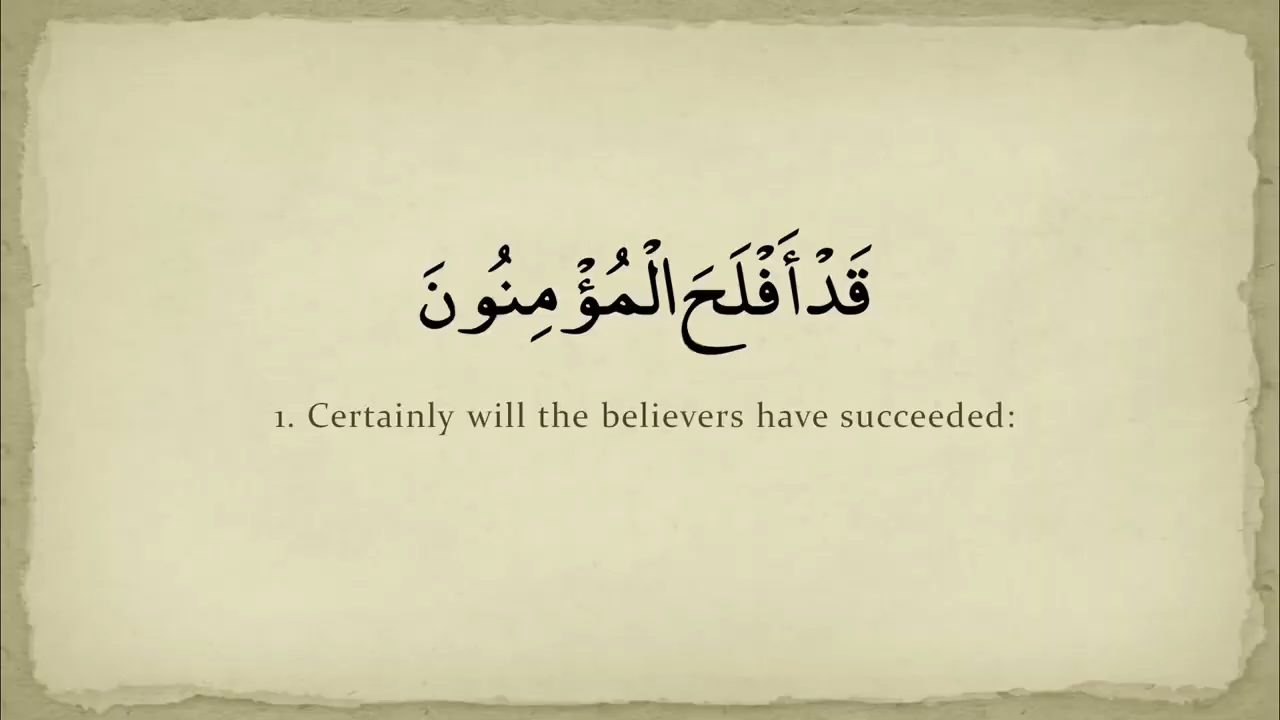 قَدْ أَفْلَحَ الْمُؤْمِنُونَ
1. Certainly will the believers have succeeded: